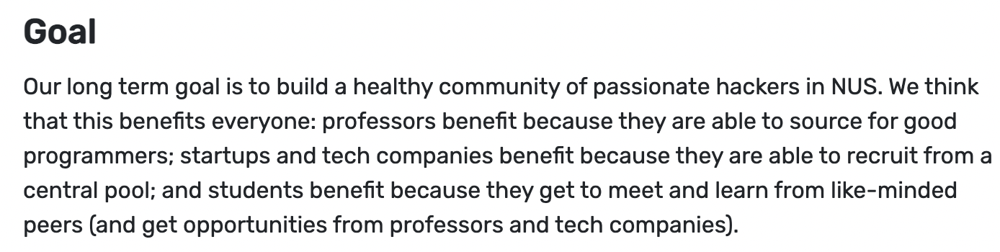 Goal
Our long term goal is to build a healthy community of passionate hackers in NUS. We think
that this benefits everyone: professors benefit because they are able to source for good
programmers; startups and tech companies benefit because they are able to recruit from a
central pool; and students benefit because they get to meet and learn from like-minded
peers (and get opportunities from professors and tech companies).